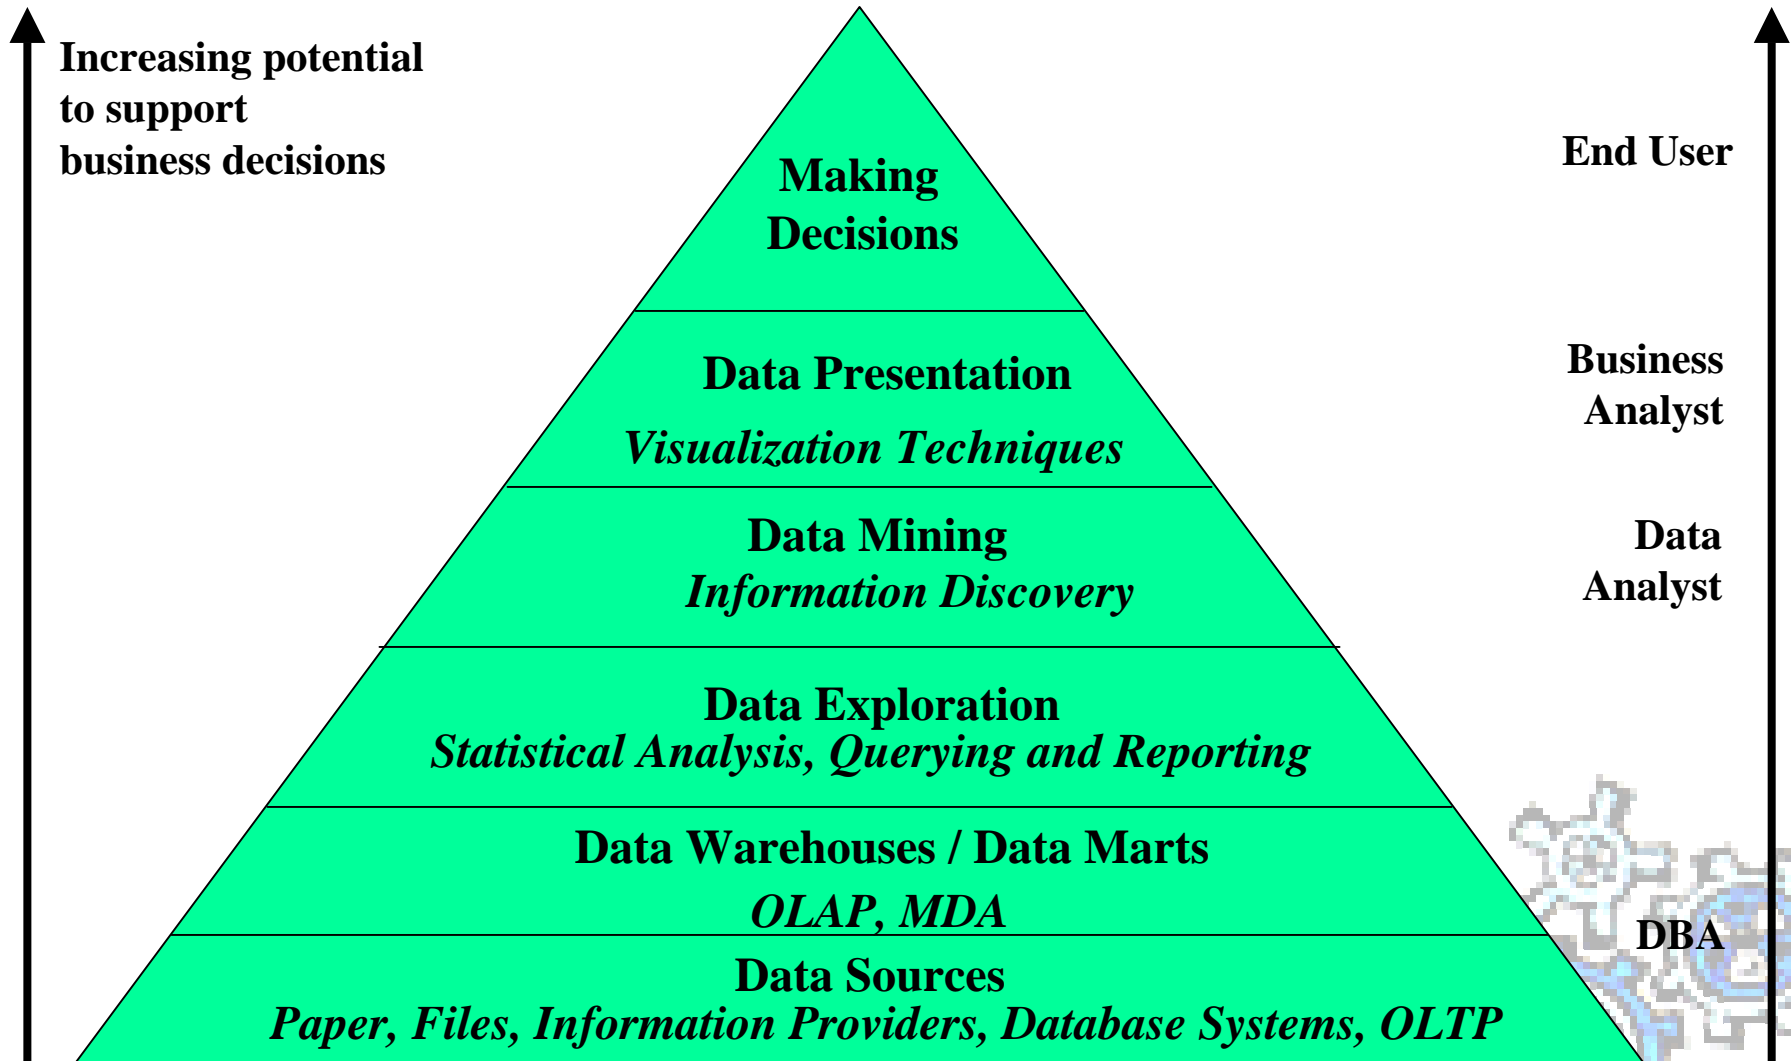 Increasing potential
to support
business decisions
End User
Making
Decisions
Business
Analyst
Data Presentation
Visualization Techniques
Data Mining
Information Discovery
Data
Analyst
Data Exploration
Statistical Analysis, Querying and Reporting
Data Warehouses / Data Marts
OLAP, MDA
DBA
Data Sources
Paper, Files, Information Providers, Database Systems, OLTP